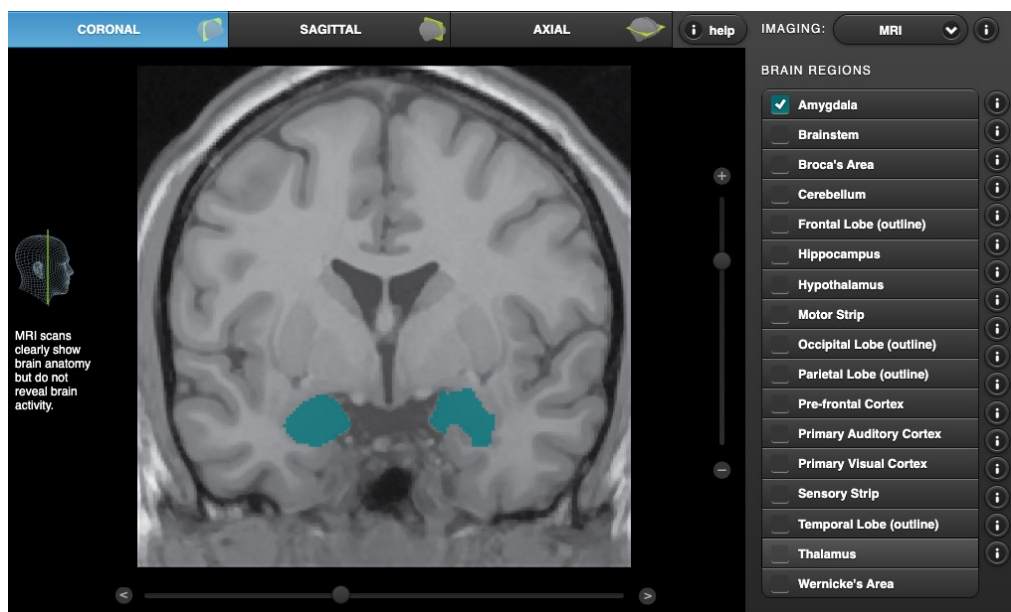 CORONAL
SAGITTAL
AXIAL
i help
IMAGING:
MRI
i
BRAIN REGIONS
Amygdala
i
Brainstem
i
Broca's Area
i
Cerebellum
i
Frontal Lobe (outline)
i
Hippocampus
i
Hypothalamus
i
Motor Strip
i
Occipital Lobe (outline)
i
Parietal Lobe (outline)
i
Pre-frontal Cortex
i
Primary Auditory Cortex
i
Primary Visual Cortex
i
Sensory Strip
i
Temporal Lobe (outline)
i
Thalamus
i
Wernicke's Area
i
MRI scans
clearly show
brain anatomy
but do not
reveal brain
activity.
+
−
<
>